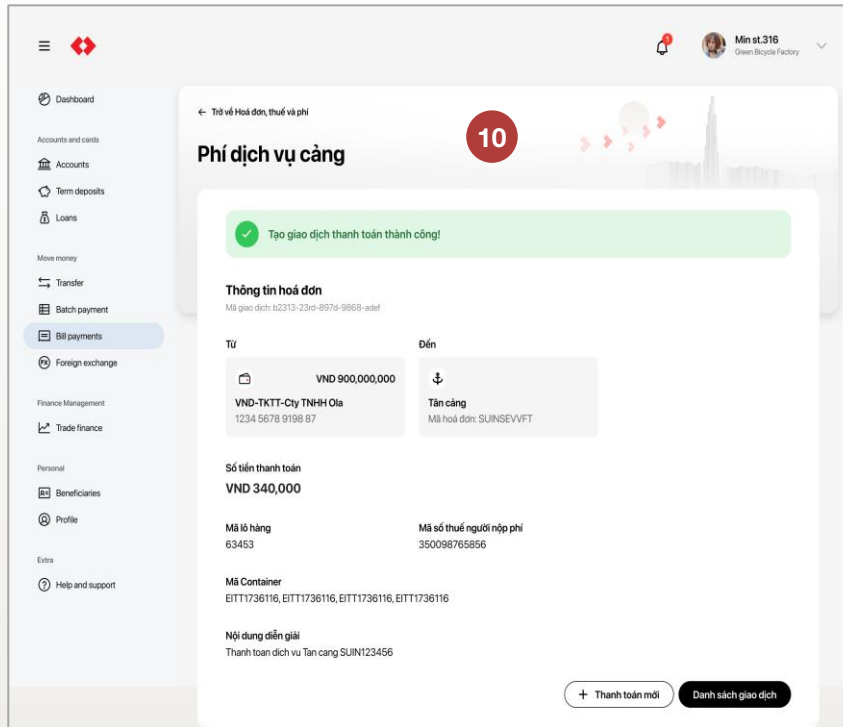 1
Min st.316
Green Bicycle Factory
Dashboard
Accounts and cards
Accounts
Term deposits
Loans
Move money
Transfer
Batch payment
Bill payments
FX
Foreign exchange
Finance Management
Trade finance
Personal
Beneficiaries
Profile
Extra
Help and support
← Trở về Hoá đơn, thuế và phí
10
Phí dịch vụ cảng
Tạo giao dịch thanh toán thành công!
Thông tin hoá đơn
Mã giao dịch: b2313-23rd-897d-9868-adef
Từ Đến
VND 900,000,000
VND-TKTT-Cty TNHH Ola
1234 5678 9198 87
Tân cảng
Mã hoá đơn: SUINSEVVFT
Số tiền thanh toán
VND 340,000
Mã lô hàng Mã số thuế người nộp phí
63453 350098765856
Mã Container
EITT1736116, EITT1736116, EITT1736116, EITT1736116
Nội dung diễn giải
Thanh toan dich vu Tan cang SUIN123456
+ Thanh toán mới Danh sách giao dịch